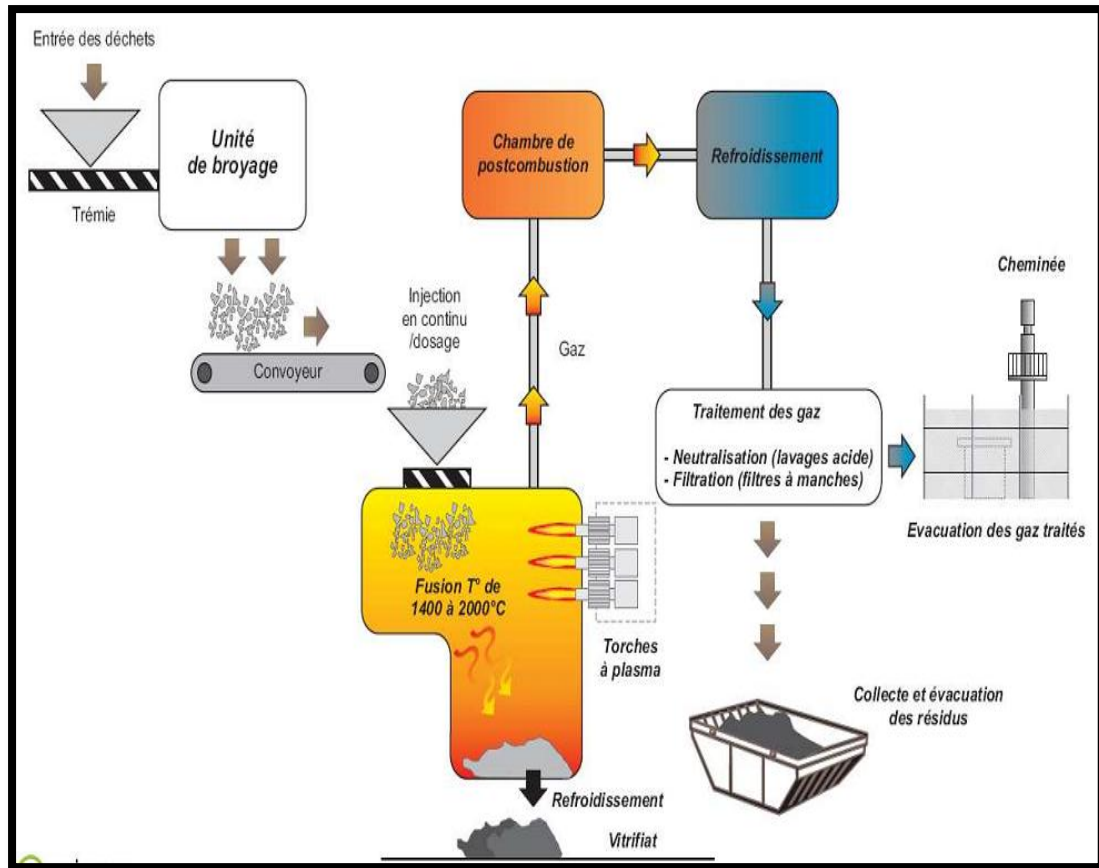 Entrée des déchets
Unité
de broyage
Trémie
Chambre de
postcombustion
Refroidissement
Cheminée
Injection
en continu
/dosage
Gaz
Convoyeur
Traitement des gaz
- Neutralisation (lavages acide)
- Filtration (filtres à manches)
Evacuation des gaz traités
Fusion T° de
1400 à 2000°C
Torches
à plasma
Collecte et évacuation
des résidus
Refroidissement
Vitrifiat